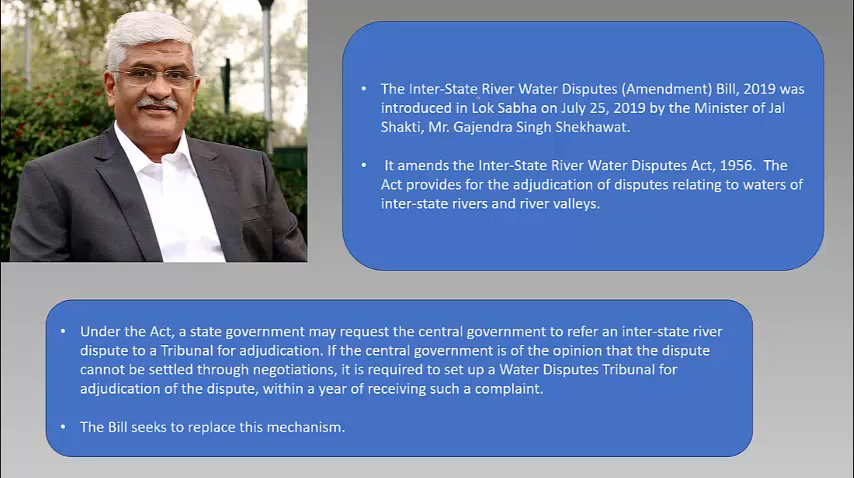 • The Inter-State River Water Disputes (Amendment) Bill, 2019 was
introduced in Lok Sabha on July 25, 2019 by the Minister of Jal
Shakti, Mr. Gajendra Singh Shekhawat.
• It amends the Inter-State River Water Disputes Act, 1956. The
Act provides for the adjudication of disputes relating to waters of
inter-state rivers and river valleys.
• Under the Act, a state government may request the central government to refer an inter-state river
dispute to a Tribunal for adjudication. If the central government is of the opinion that the dispute
cannot be settled through negotiations, it is required to set up a Water Disputes Tribunal for
adjudication of the dispute, within a year of receiving such a complaint.
• The Bill seeks to replace this mechanism.